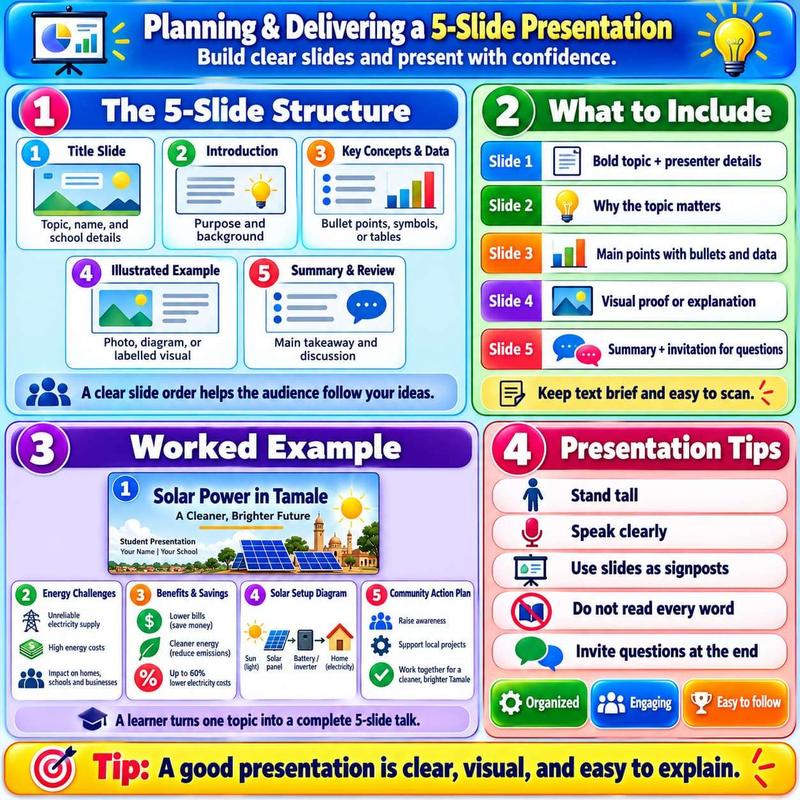 Planning & Delivering a 5-Slide Presentation
Build clear slides and present with confidence.
1
The 5-Slide Structure
1
Title Slide
Topic, name, and
school details
2
Introduction
Purpose and
background
3
Key Concepts & Data
Bullet points, symbols,
or tables
4
Illustrated Example
Photo, diagram, or
labelled visual
5
Summary & Review
Main takeaway and
discussion
A clear slide order helps the audience follow your ideas.
2
What to Include
Slide 1
Bold topic + presenter details
Slide 2
Why the topic matters
Slide 3
Main points with bullets and data
Slide 4
Visual proof or explanation
Slide 5
Summary + invitation for questions
Keep text brief and easy to scan.
3
Worked Example
1
Solar Power in Tamale
A Cleaner, Brighter Future
Student Presentation
Your Name | Your School
2
Energy Challenges
Unreliable
electricity supply
High energy costs
Impact on homes,
schools and businesses
3
Benefits & Savings
$
Lower bills
(save money)
Cleaner energy
(reduce emissions)
%
Up to 60%
lower electricity costs
4
Solar Setup Diagram
Sun
(light)
Solar
panel
Battery /
inverter
Home
(electricity)
5
Community Action Plan
Raise awareness
Support local projects
Work together for a
cleaner, brighter Tamale
A learner turns one topic into a complete 5-slide talk.
4
Presentation Tips
Stand tall
Speak clearly
Use slides as signposts
Do not read every word
Invite questions at the end
Organized
Engaging
Easy to follow
Tip: A good presentation is clear, visual, and easy to explain.